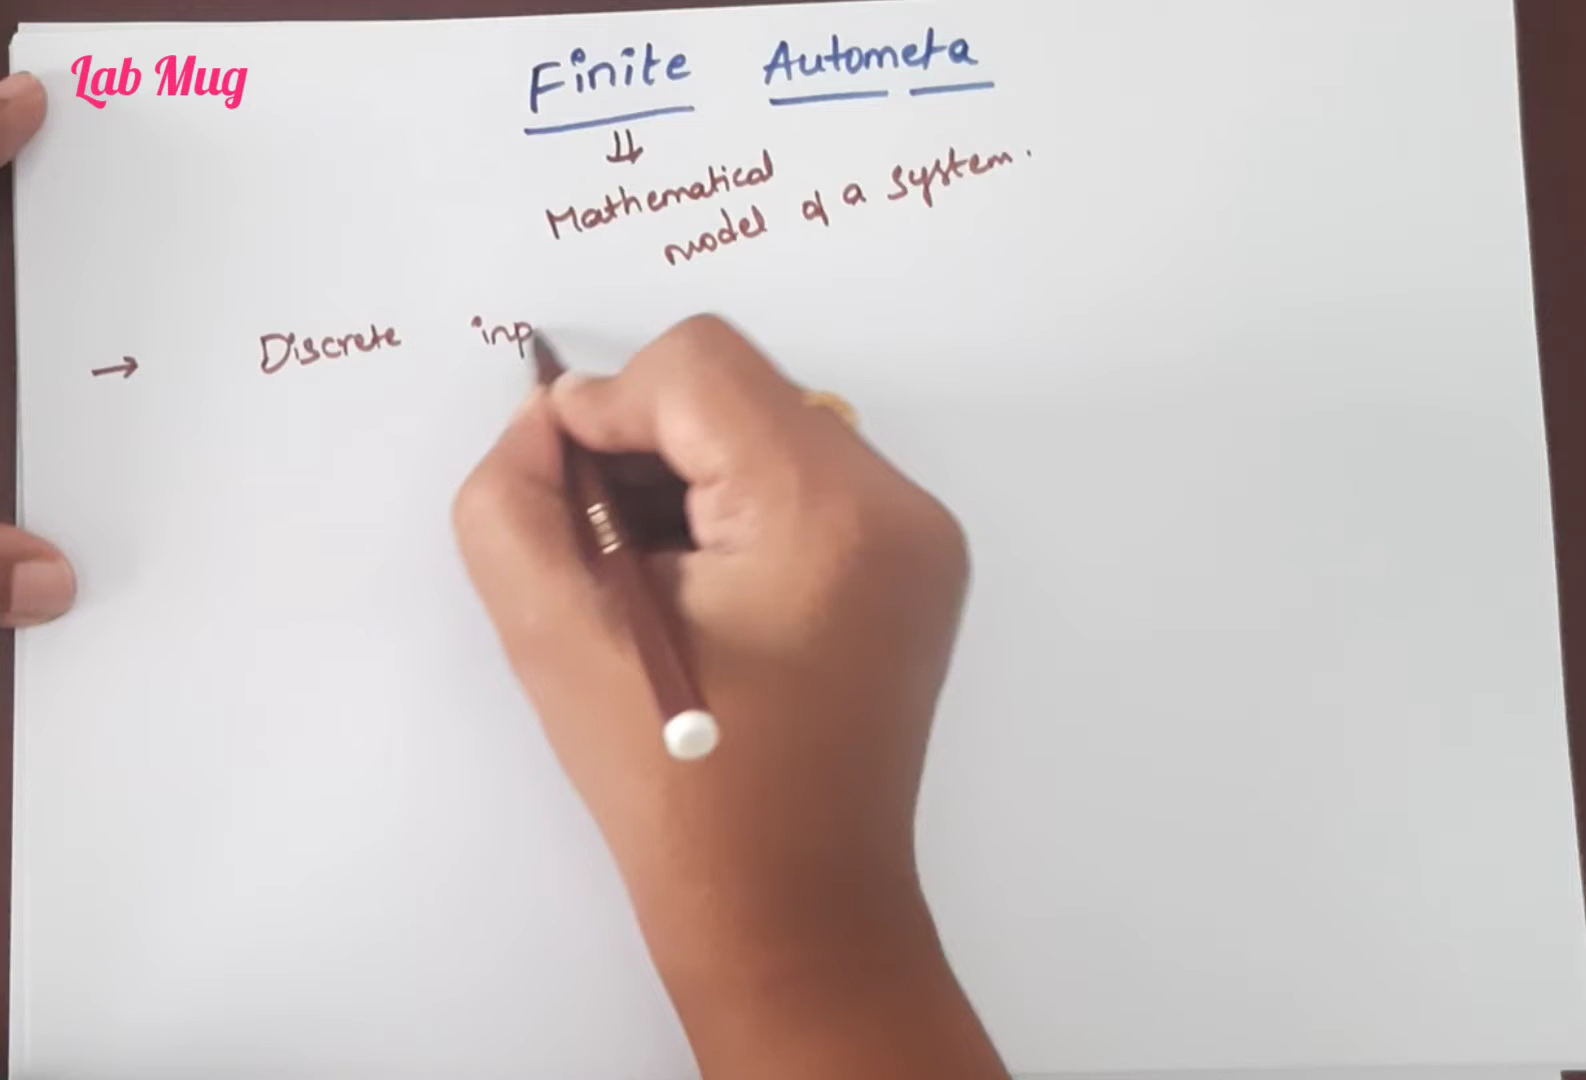 Lab Mug
Finite Autometa
Mathematical
model of a system.
→ Discrete inp